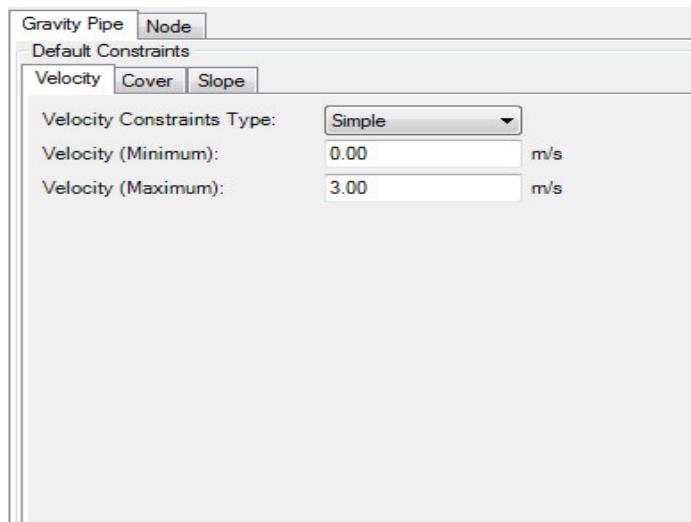 Gravity Pipe Node
Default Constraints
Velocity Cover Slope
Velocity Constraints Type: Simple
Velocity (Minimum): 0.00 m/s
Velocity (Maximum): 3.00 m/s